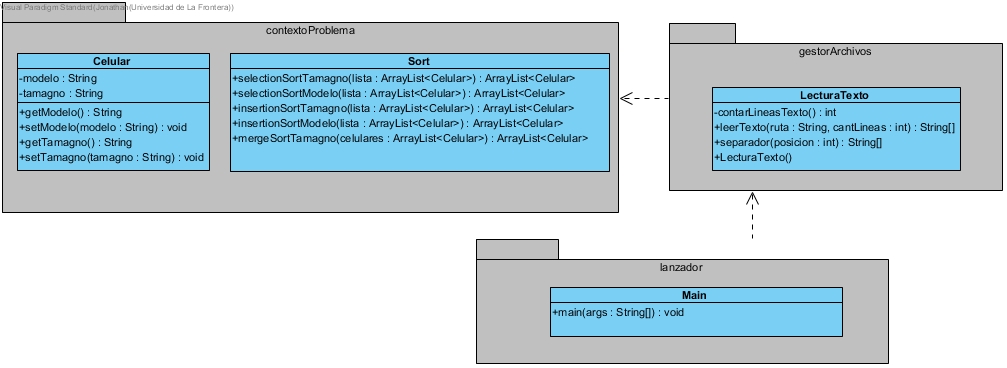 Visual Paradigm Standard(Jonathan(Universidad de La Frontera))
contextoProblema
Celular
-modelo : String
-tamagno : String
+getModelo() : String
+setModelo(modelo : String) : void
+getTamagno() : String
+setTamagno(tamagno : String) : void
Sort
+selectionSortTamagno(lista : ArrayList<Celular>) : ArrayList<Celular>
+selectionSortModelo(lista : ArrayList<Celular>) : ArrayList<Celular>
+insertionSortTamagno(lista : ArrayList<Celular>) : ArrayList<Celular>
+insertionSortModelo(lista : ArrayList<Celular>) : ArrayList<Celular>
+mergeSortTamagno(celulares : ArrayList<Celular>) : ArrayList<Celular>
gestorArchivos
LecturaTexto
-contarLineasTexto() : int
+leerTexto(ruta : String, cantLineas : int) : String[]
+separador(posicion : int) : String[]
+LecturaTexto()
lanzador
Main
+main(args : String[]) : void